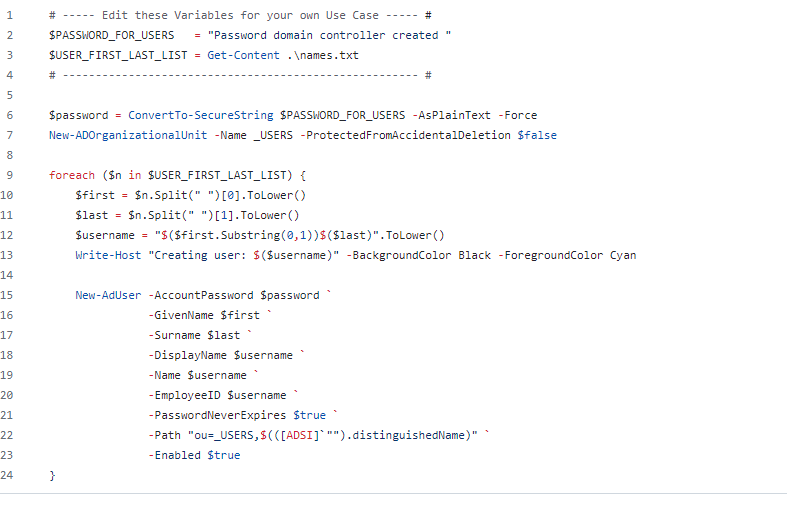 1 # ----- Edit these Variables for your own Use Case ----- #
2 $PASSWORD_FOR_USERS   = "Password domain controller created "
3 $USER_FIRST_LAST_LIST = Get-Content .\names.txt
4 # ------------------------------------------------------ #
5
6 $password = ConvertTo-SecureString $PASSWORD_FOR_USERS -AsPlainText -Force
7 New-ADOrganizationalUnit -Name _USERS -ProtectedFromAccidentalDeletion $false
8
9 foreach ($n in $USER_FIRST_LAST_LIST) {
10     $first = $n.Split(" ")[0].ToLower()
11     $last = $n.Split(" ")[1].ToLower()
12     $username = "$($first.Substring(0,1))$($last)".ToLower()
13     Write-Host "Creating user: $($username)" -BackgroundColor Black -ForegroundColor Cyan
14
15     New-AdUser -AccountPassword $password `
16                -GivenName $first `
17                -Surname $last `
18                -DisplayName $username `
19                -Name $username `
20                -EmployeeID $username `
21                -PasswordNeverExpires $true `
22                -Path "ou=_USERS,$(([ADSI]`"").distinguishedName)" `
23                -Enabled $true
24 }